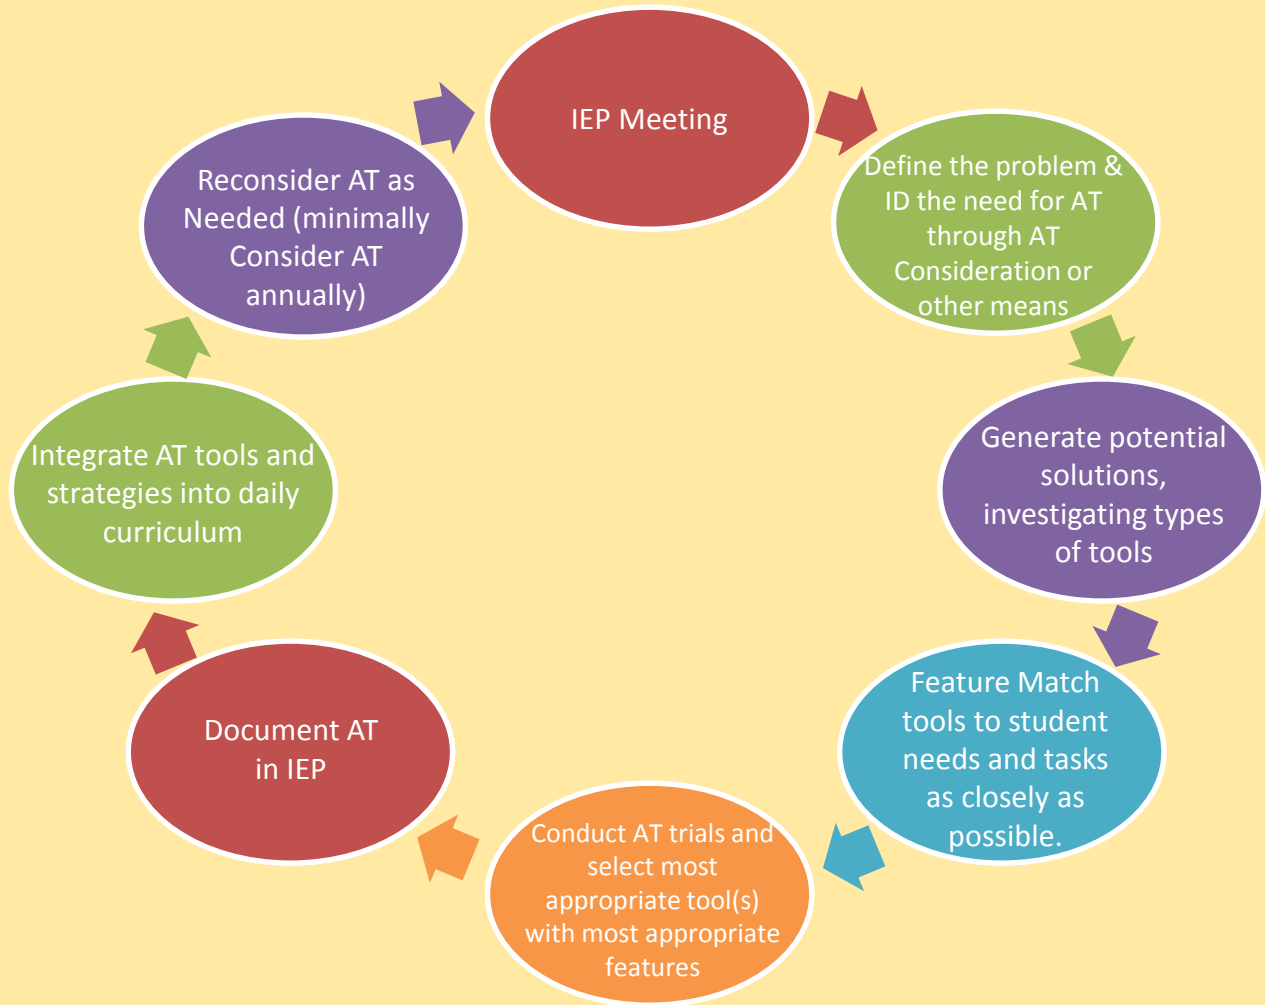 IEP Meeting
Define the problem &
ID the need for AT
through AT
Consideration or
other means
Generate potential
solutions,
investigating types
of tools
Feature Match
tools to student
needs and tasks
as closely as
possible.
Conduct AT trials and
select most
appropriate tool(s)
with most appropriate
features
Document AT
in IEP
Integrate AT tools and
strategies into daily
curriculum
Reconsider AT as
Needed (minimally
Consider AT
annually)